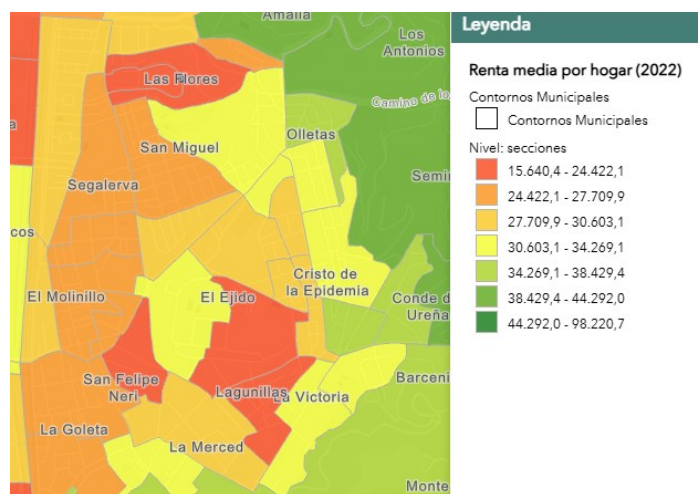 Amalia
Los
Antonios
Las Flores
Camino de lo
Olletas
San Miguel
Semi
Segalerva
cos
Cristo de
la Epidemia
El Molinillo
El Ejido
Conde d
Ureña
San Felipe
Neri
Lagunillas
La Victoria
Barceni
La Goleta
La Merced
Monte
a
Leyenda
Renta media por hogar (2022)
Contornos Municipales
Contornos Municipales
Nivel: secciones
15.640,4 - 24.422,1
24.422,1 - 27.709,9
27.709,9 - 30.603,1
30.603,1 - 34.269,1
34.269,1 - 38.429,4
38.429,4 - 44.292,0
44.292,0 - 98.220,7